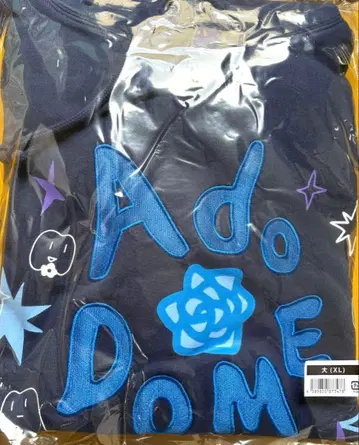 Ado
DOME
大 (XL)